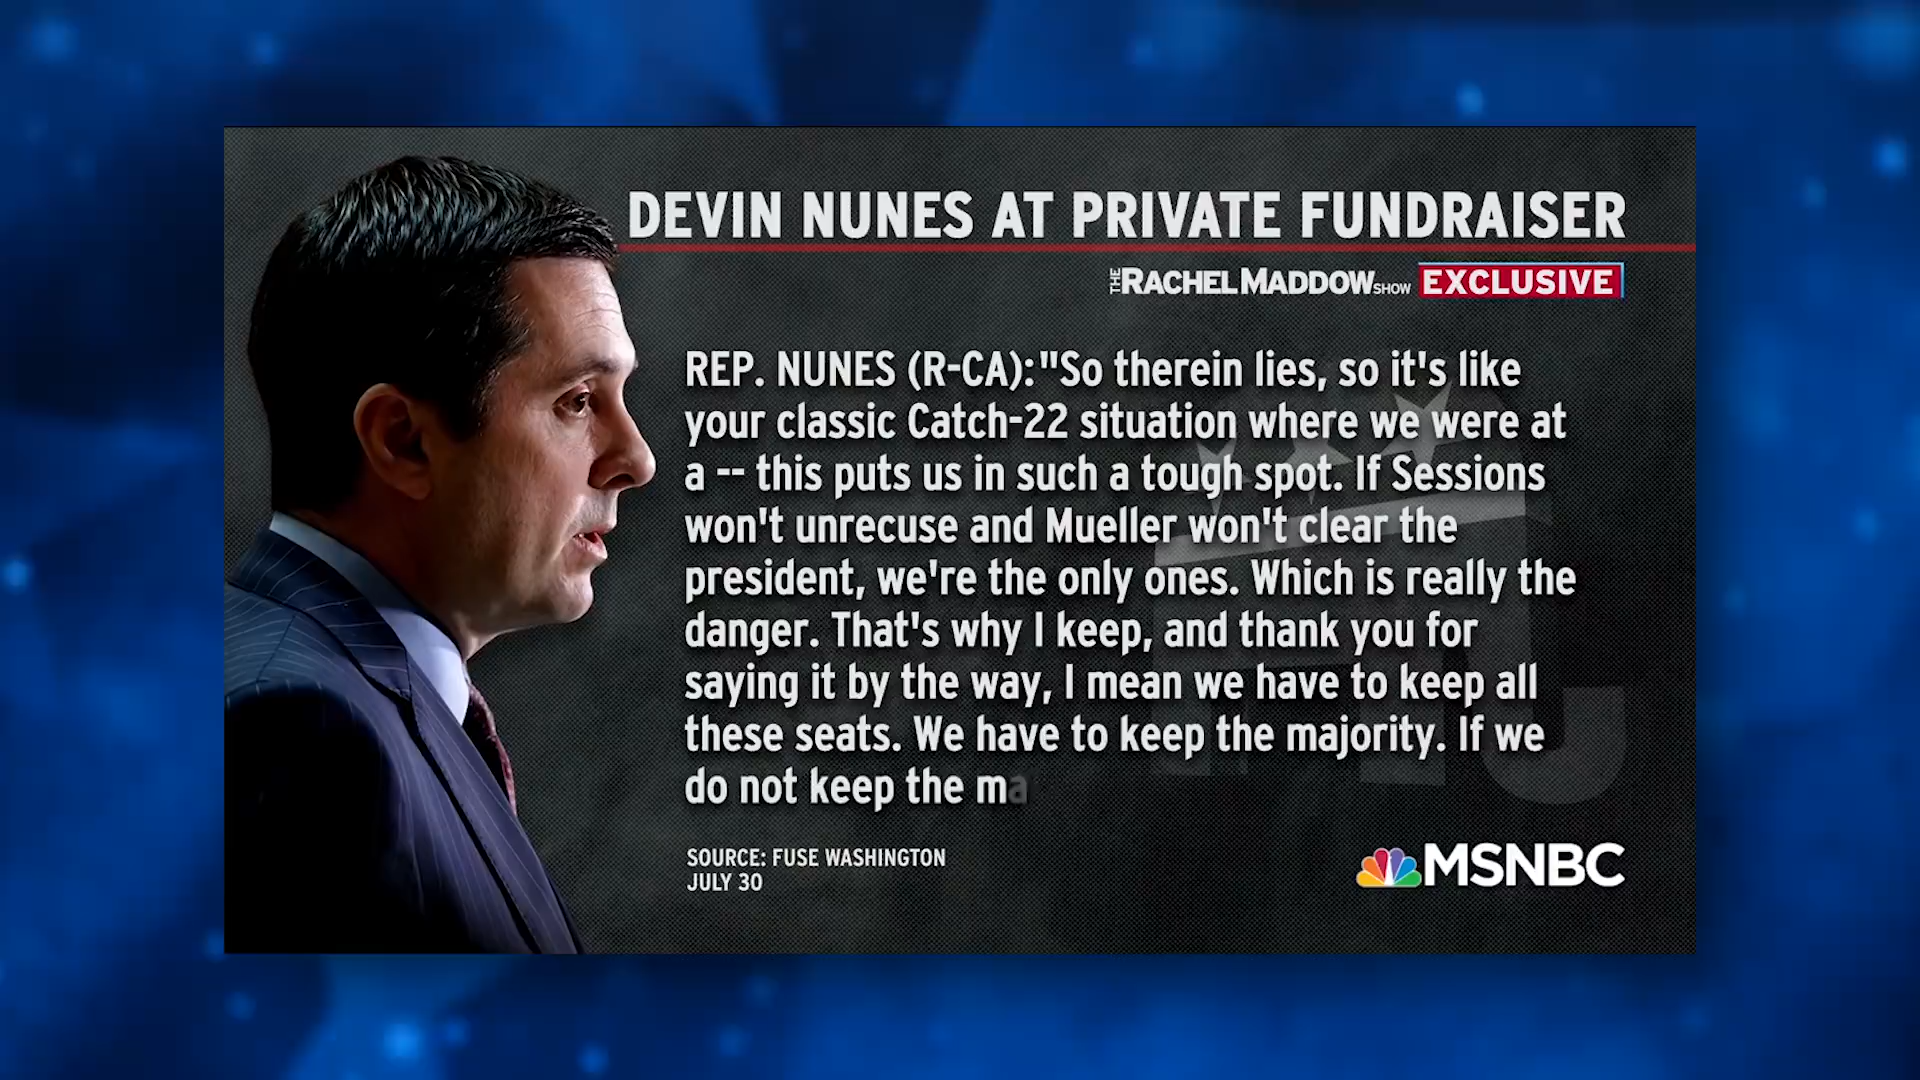 DEVIN NUNES AT PRIVATE FUNDRAISER
THE RACHEL MADDOW SHOW EXCLUSIVE
REP. NUNES (R-CA):"So therein lies, so it's like
your classic Catch-22 situation where we were at
a -- this puts us in such a tough spot. If Sessions
won't unrecuse and Mueller won't clear the
president, we're the only ones. Which is really the
danger. That's why I keep, and thank you for
saying it by the way, I mean we have to keep all
these seats. We have to keep the majority. If we
do not keep the ma
SOURCE: FUSE WASHINGTON
JULY 30
MSNBC